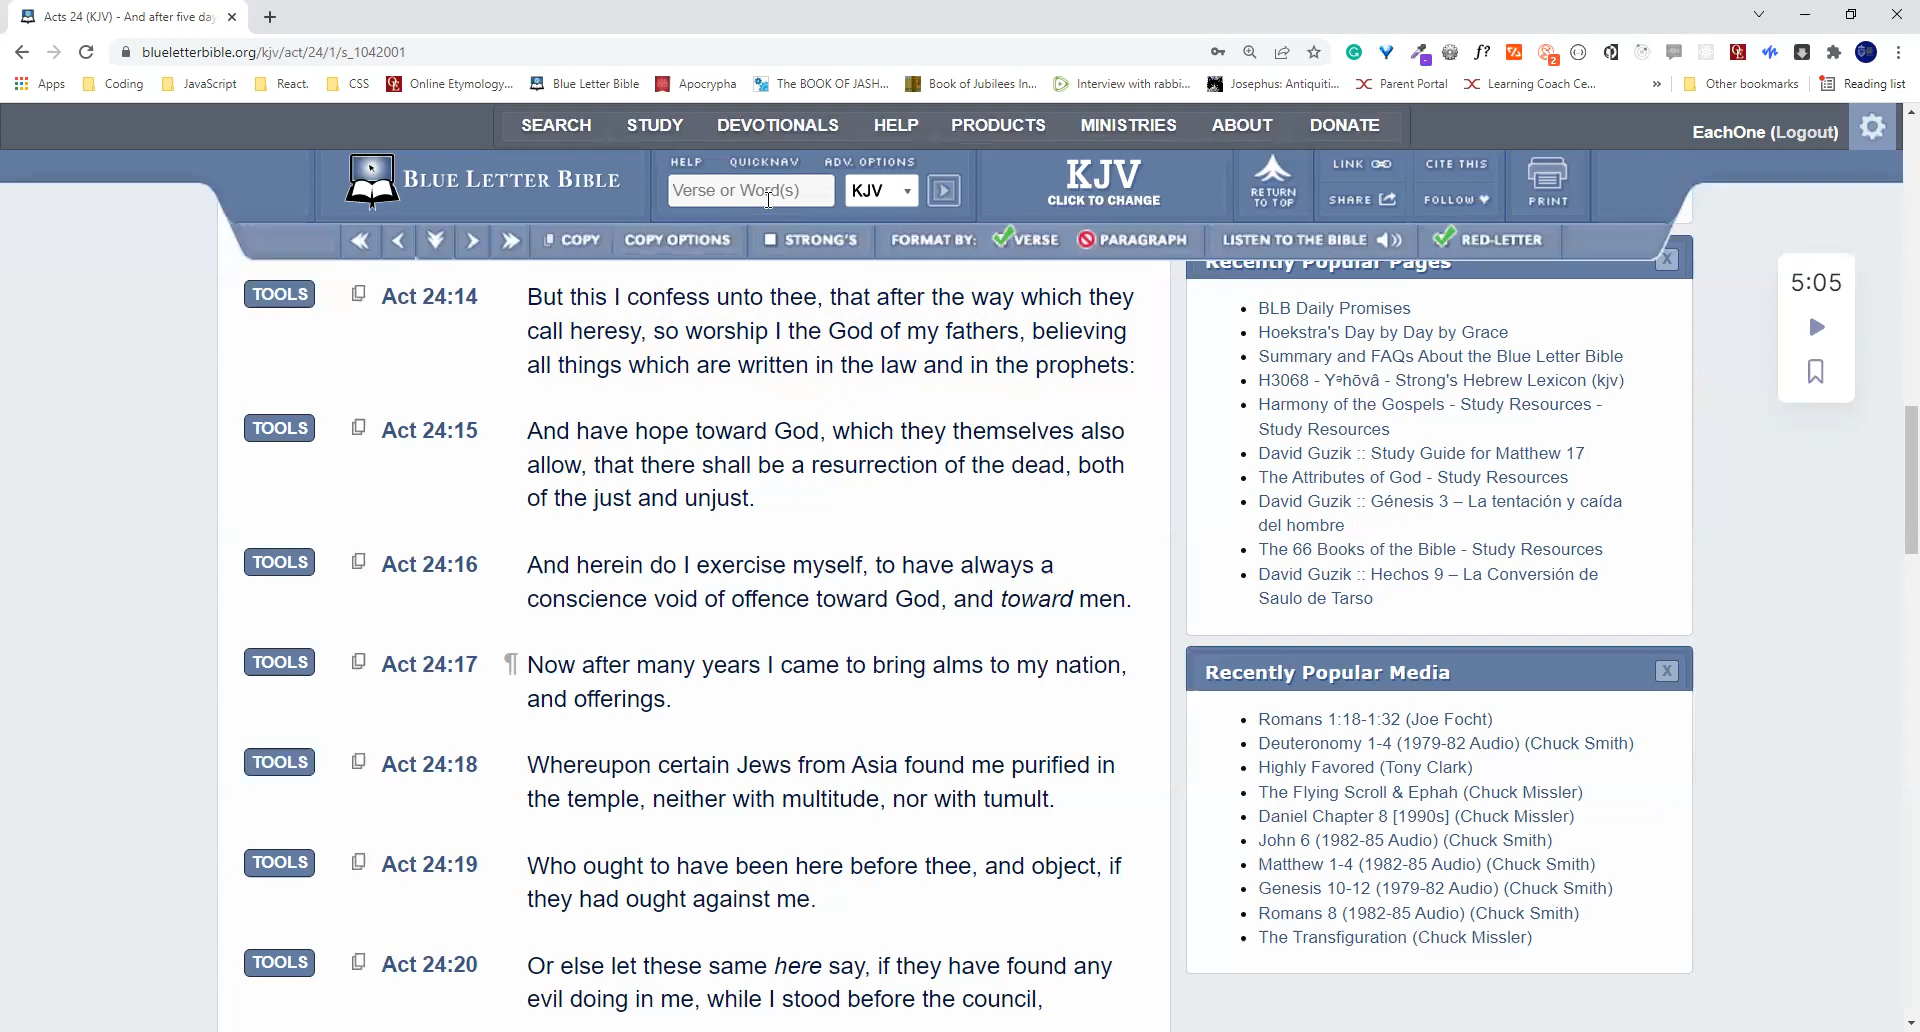 Acts 24 (KJV) - And after five day
blueletterbible.org/kjv/act/24/1/s_1042001
Apps Coding JavaScript React. CSS Online Etymology... Blue Letter Bible Apocrypha The BOOK OF JASH... Book of Jubilees In... Interview with rabbi... Josephus: Antiquiti... Parent Portal Learning Coach Ce... » Other bookmarks Reading list
SEARCH STUDY DEVOTIONALS HELP PRODUCTS MINISTRIES ABOUT DONATE
EachOne (Logout)
HELP QUICKNAV ADV. OPTIONS
BLUE LETTER BIBLE
Verse or Word(s)
KJV
KJV
CLICK TO CHANGE
RETURN
TO TOP
LINK
CITE THIS
SHARE
FOLLOW
PRINT
COPY COPY OPTIONS STRONG'S FORMAT BY: VERSE PARAGRAPH LISTEN TO THE BIBLE RED-LETTER
TOOLS Act 24:14 But this I confess unto thee, that after the way which they
call heresy, so worship I the God of my fathers, believing
all things which are written in the law and in the prophets:
TOOLS Act 24:15 And have hope toward God, which they themselves also
allow, that there shall be a resurrection of the dead, both
of the just and unjust.
TOOLS Act 24:16 And herein do I exercise myself, to have always a
conscience void of offence toward God, and toward men.
TOOLS Act 24:17 ¶ Now after many years I came to bring alms to my nation,
and offerings.
TOOLS Act 24:18 Whereupon certain Jews from Asia found me purified in
the temple, neither with multitude, nor with tumult.
TOOLS Act 24:19 Who ought to have been here before thee, and object, if
they had ought against me.
TOOLS Act 24:20 Or else let these same here say, if they have found any
evil doing in me, while I stood before the council,
Recently Popular Pages X
BLB Daily Promises
Hoekstra's Day by Day by Grace
Summary and FAQs About the Blue Letter Bible
H3068 - Yᵊhōvâ - Strong's Hebrew Lexicon (kjv)
Harmony of the Gospels - Study Resources -
Study Resources
David Guzik :: Study Guide for Matthew 17
The Attributes of God - Study Resources
David Guzik :: Génesis 3 – La tentación y caída
del hombre
The 66 Books of the Bible - Study Resources
David Guzik :: Hechos 9 – La Conversión de
Saulo de Tarso
Recently Popular Media X
Romans 1:18-1:32 (Joe Focht)
Deuteronomy 1-4 (1979-82 Audio) (Chuck Smith)
Highly Favored (Tony Clark)
The Flying Scroll & Ephah (Chuck Missler)
Daniel Chapter 8 [1990s] (Chuck Missler)
John 6 (1982-85 Audio) (Chuck Smith)
Matthew 1-4 (1982-85 Audio) (Chuck Smith)
Genesis 10-12 (1979-82 Audio) (Chuck Smith)
Romans 8 (1982-85 Audio) (Chuck Smith)
The Transfiguration (Chuck Missler)
5:05